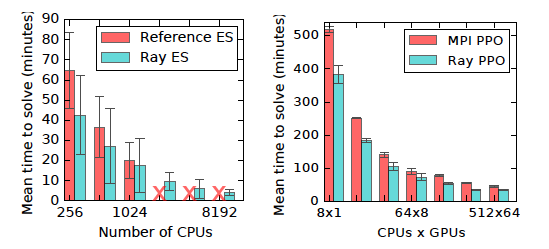 Mean time to solve (minutes)
90
80
70
60
50
40
30
20
10
0
Reference ES
Ray ES
X X X
256 1024 8192
Number of CPUs
Mean time to solve (minutes)
500
400
300
200
100
0
MPI PPO
Ray PPO
8x1 64x8 512x64
CPUs x GPUs